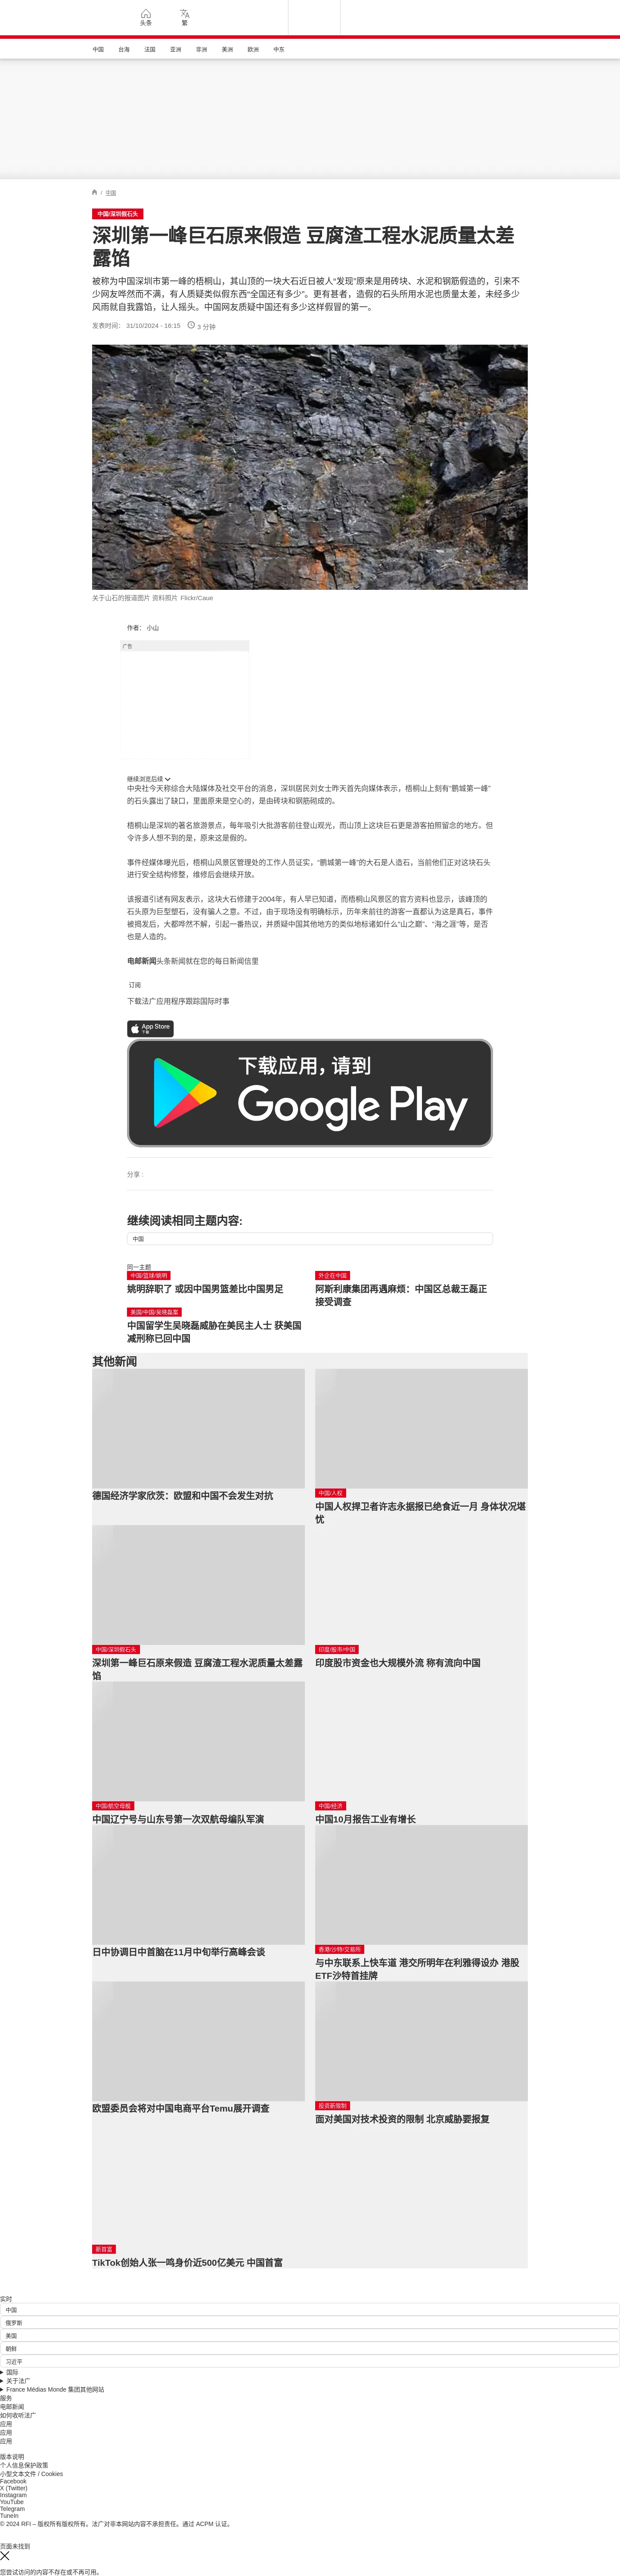 头条
繁
中国
台海
法国
亚洲
非洲
美洲
欧洲
中东
/ 中国
中国/深圳假石头
深圳第一峰巨石原来假造 豆腐渣工程水泥质量太差
露馅
被称为中国深圳市第一峰的梧桐山，其山顶的一块大石近日被人“发现”原来是用砖块、水泥和钢筋假造的，引来不
少网友哗然而不满，有人质疑类似假东西“全国还有多少”。更有甚者，造假的石头所用水泥也质量太差，未经多少
风雨就自我露馅，让人摇头。中国网友质疑中国还有多少这样假冒的第一。
发表时间： 31/10/2024 - 16:15
3 分钟
关于山石的报道图片 资料照片 Flickr/Caue
作者： 小山
广告
继续浏览后续
中央社今天称综合大陆媒体及社交平台的消息，深圳居民刘女士昨天首先向媒体表示，梧桐山上刻有“鹏城第一峰”
的石头露出了缺口，里面原来是空心的，是由砖块和钢筋砌成的。
梧桐山是深圳的著名旅游景点，每年吸引大批游客前往登山观光，而山顶上这块巨石更是游客拍照留念的地方。但
令许多人想不到的是，原来这是假的。
事件经媒体曝光后，梧桐山风景区管理处的工作人员证实，“鹏城第一峰”的大石是人造石，当前他们正对这块石头
进行安全结构修整，维修后会继续开放。
该报道引述有网友表示，这块大石修建于2004年，有人早已知道，而梧桐山风景区的官方资料也显示，该峰顶的
石头原为巨型塑石，没有骗人之意。不过，由于现场没有明确标示，历年来前往的游客一直都认为这是真石，事件
被揭发后，大都哗然不解，引起一番热议，并质疑中国其他地方的类似地标诸如什么“山之巅”、“海之涯”等，是否
也是人造的。
电邮新闻头条新闻就在您的每日新闻信里
订阅
下载法广应用程序跟踪国际时事
App Store
下载
下载应用，请到
Google Play
分享 :
继续阅读相同主题内容:
中国
同一主题
中国/篮球/姚明
姚明辞职了 或因中国男篮差比中国男足
外企在中国
阿斯利康集团再遇麻烦：中国区总裁王磊正
接受调查
美国/中国/吴晓磊案
中国留学生吴晓磊威胁在美民主人士 获美国
减刑称已回中国
其他新闻
德国经济学家欣茨：欧盟和中国不会发生对抗
中国/人权
中国人权捍卫者许志永据报已绝食近一月 身体状况堪
忧
中国/深圳假石头
深圳第一峰巨石原来假造 豆腐渣工程水泥质量太差露
馅
印度/股市/中国
印度股市资金也大规模外流 称有流向中国
中国/航空母舰
中国辽宁号与山东号第一次双航母编队军演
中国/经济
中国10月报告工业有增长
日中协调日中首脑在11月中旬举行高峰会谈
香港/沙特/交易所
与中东联系上快车道 港交所明年在利雅得设办 港股
ETF沙特首挂牌
欧盟委员会将对中国电商平台Temu展开调查
投资新限制
面对美国对技术投资的限制 北京威胁要报复
新首富
TikTok创始人张一鸣身价近500亿美元 中国首富
实时
中国
俄罗斯
美国
朝鲜
习近平
国际
关于法广
France Médias Monde 集团其他网站
服务
电邮新闻
如何收听法广
应用
应用
应用
版本说明
个人信息保护政策
小型文本文件 / Cookies
Facebook
X (Twitter)
Instagram
YouTube
Telegram
TuneIn
© 2024 RFI – 版权所有版权所有。法广对非本网站内容不承担责任。通过 ACPM 认证。
页面未找到
您尝试访问的内容不存在或不再可用。